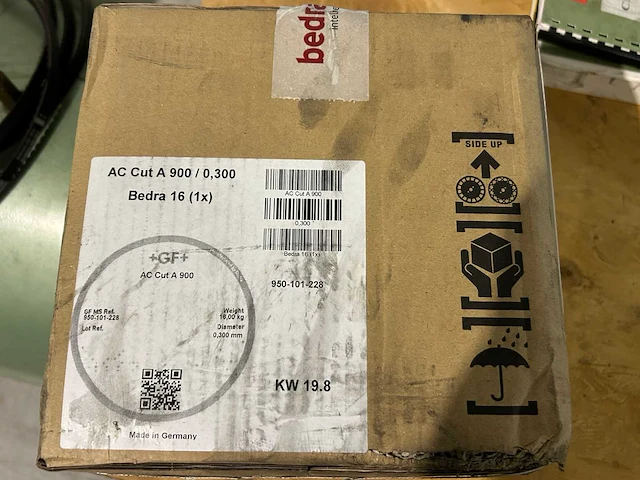 bedra
intelli
SIDE UP
AC Cut A 900 / 0,300
Bedra 16 (1x)
AC Cut A 900
0,300
Bedra 16 (1x)
+GF+
AC Cut A 900
950-101-228
GF MS Ref.
950-101-228
Lot Ref.
Weight
16,00 kg
Diameter
0,300 mm
KW 19.8
Made in Germany